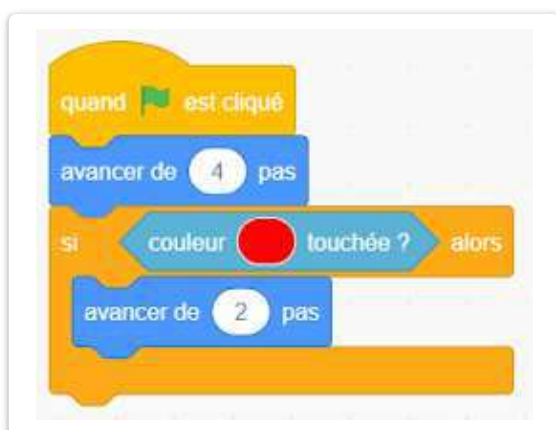 quand est cliqué
avancer de 4 pas
si couleur touchée ? alors
avancer de 2 pas